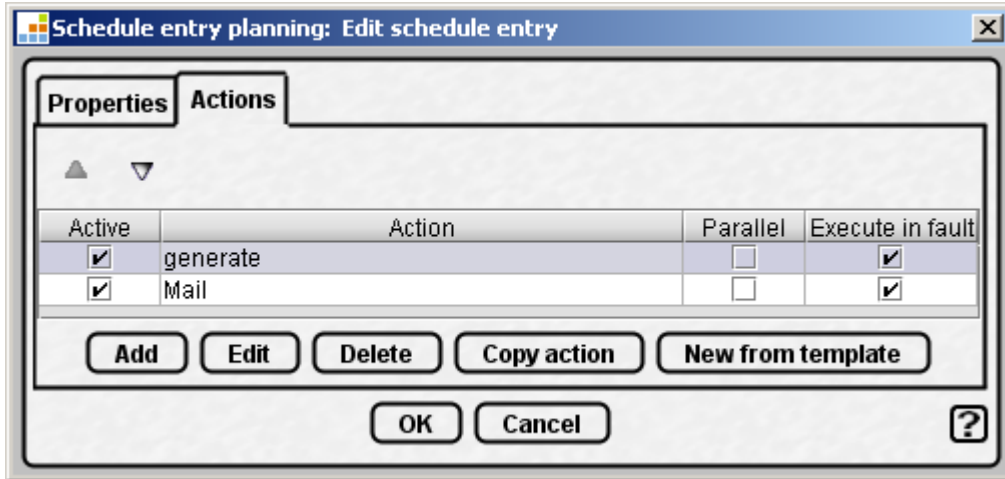 Schedule entry planning: Edit schedule entry
Properties Actions
Active Action Parallel Execute in fault
generate
Mail
Add Edit Delete Copy action New from template
OK Cancel ?